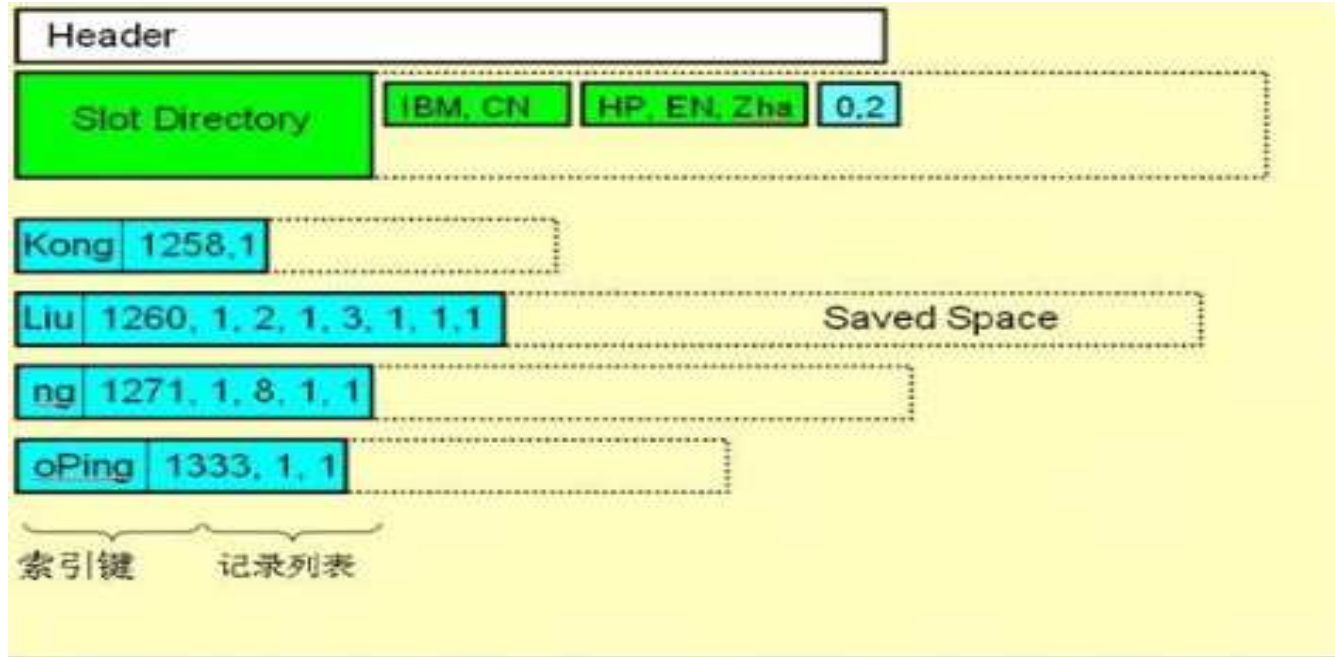 Header
Slot Directory IBM, CN HP, EN, Zha 0,2
Kong 1258,1
Liu 1260, 1, 2, 1, 3, 1, 1,1 Saved Space
ng 1271, 1, 8, 1, 1
oPing 1333, 1, 1
索引键 记录列表